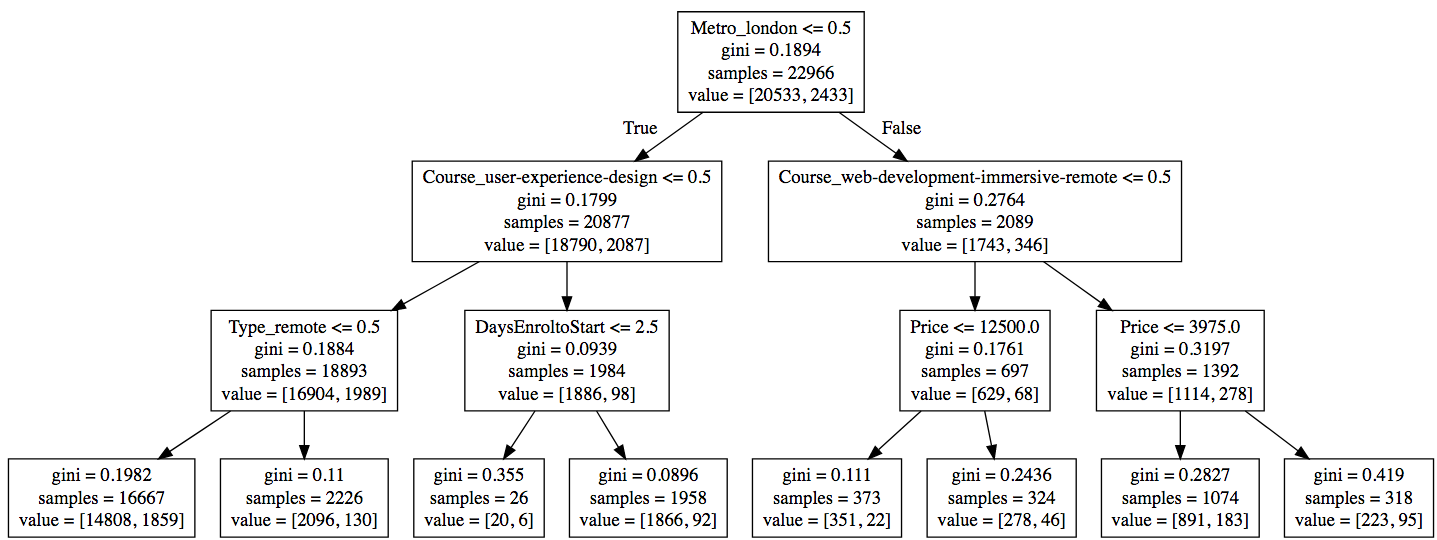 Metro_london <= 0.5
gini = 0.1894
samples = 22966
value = [20533, 2433]
True
False
Course_user-experience-design <= 0.5
gini = 0.1799
samples = 20877
value = [18790, 2087]
Course_web-development-immersive-remote <= 0.5
gini = 0.2764
samples = 2089
value = [1743, 346]
Type_remote <= 0.5
gini = 0.1884
samples = 18893
value = [16904, 1989]
DaysEnroltoStart <= 2.5
gini = 0.0939
samples = 1984
value = [1886, 98]
Price <= 12500.0
gini = 0.1761
samples = 697
value = [629, 68]
Price <= 3975.0
gini = 0.3197
samples = 1392
value = [1114, 278]
gini = 0.1982
samples = 16667
value = [14808, 1859]
gini = 0.11
samples = 2226
value = [2096, 130]
gini = 0.355
samples = 26
value = [20, 6]
gini = 0.0896
samples = 1958
value = [1866, 92]
gini = 0.111
samples = 373
value = [351, 22]
gini = 0.2436
samples = 324
value = [278, 46]
gini = 0.2827
samples = 1074
value = [891, 183]
gini = 0.419
samples = 318
value = [223, 95]